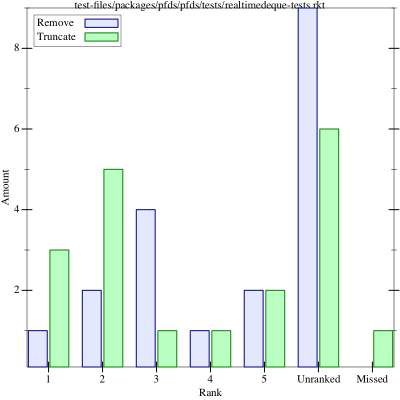 test-files/packages/pfds/pfds/tests/realtimedeque-tests.rkt
Remove
Truncate
8
6
4
2
Amount
1 2 3 4 5 Unranked Missed
Rank